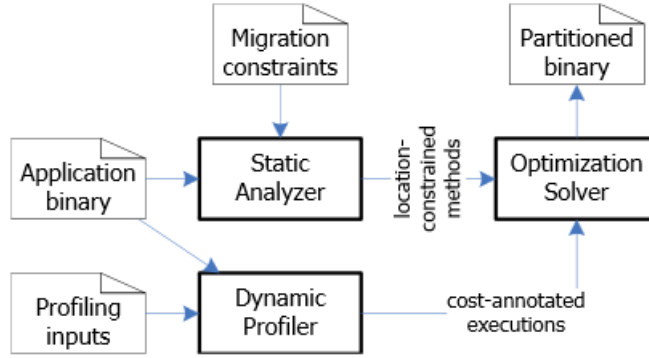 Migration
constraints
Partitioned
binary
Application
binary
Static
Analyzer
location-
constrained
methods
Optimization
Solver
Profiling
inputs
Dynamic
Profiler
cost-annotated
executions